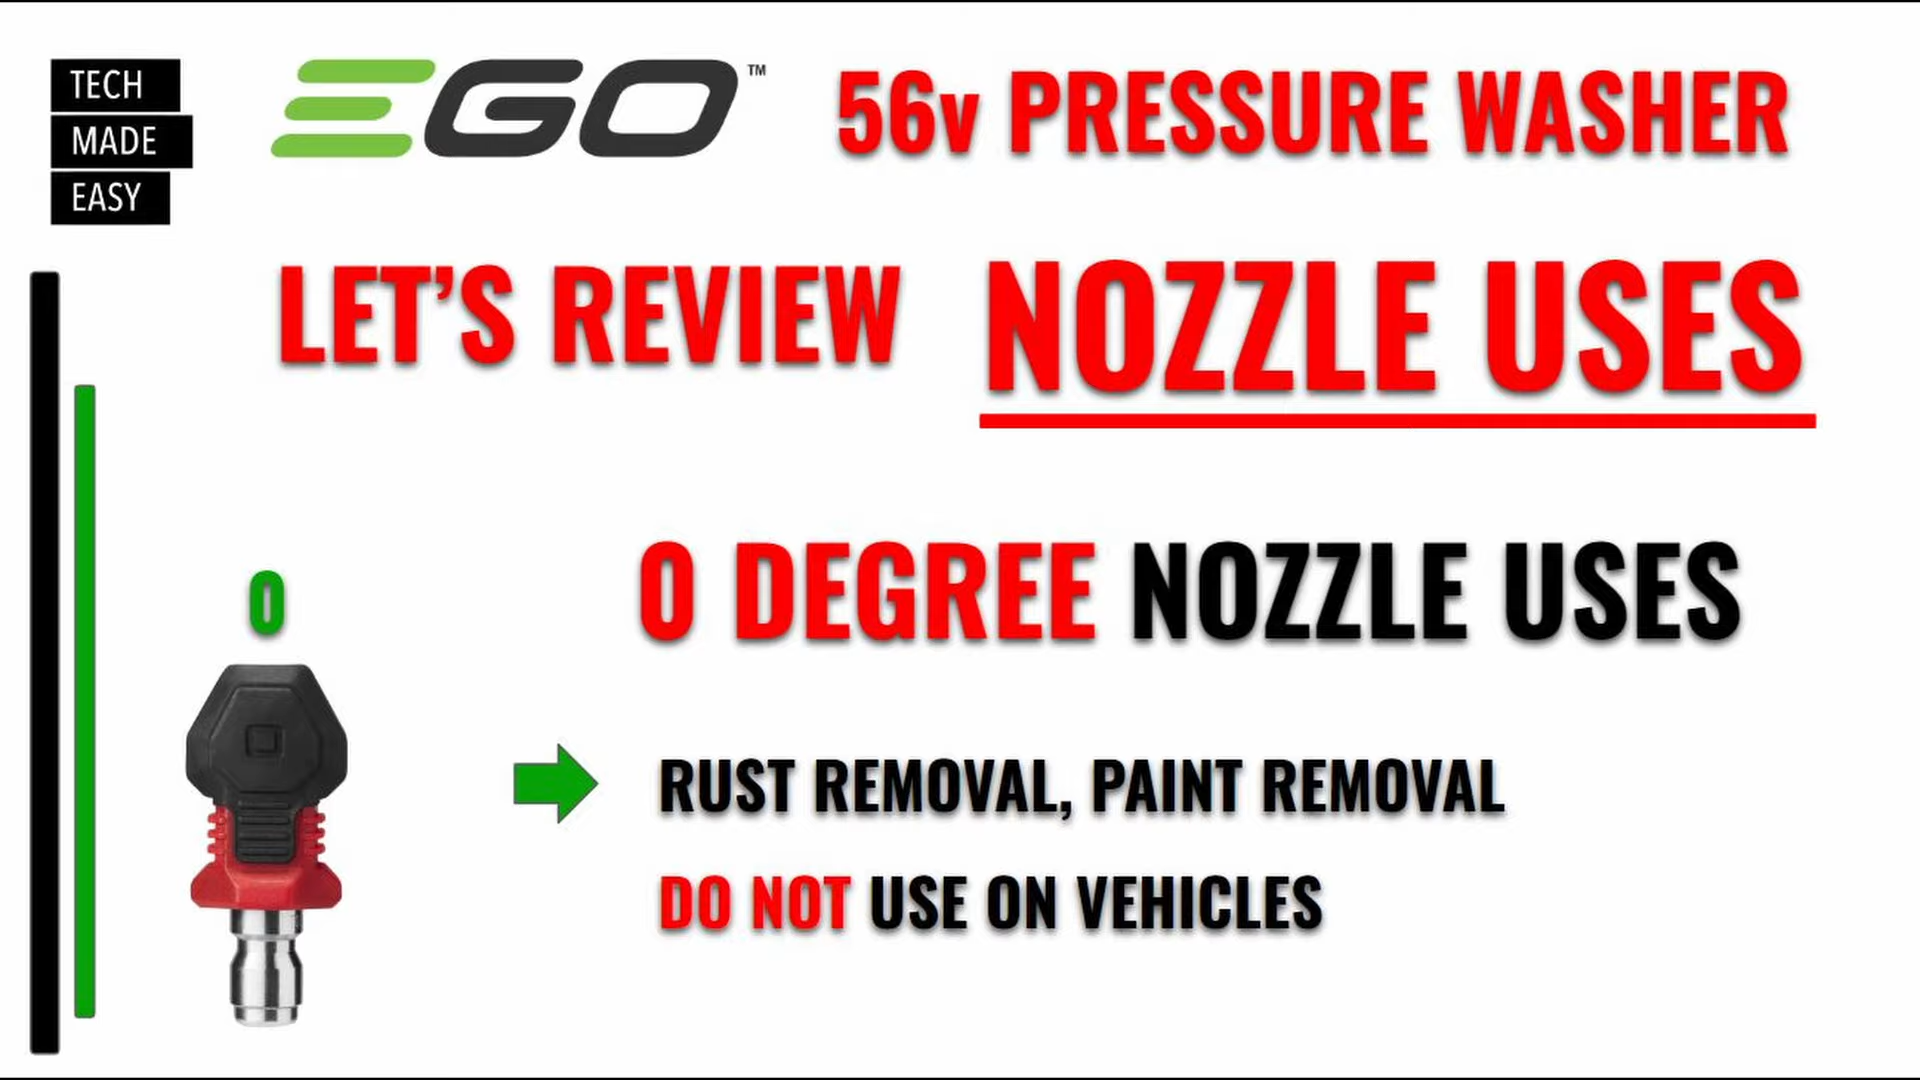 TECH
MADE
EASY
EGO™ 56v PRESSURE WASHER
LET'S REVIEW NOZZLE USES
0
0 DEGREE NOZZLE USES
RUST REMOVAL, PAINT REMOVAL
DO NOT USE ON VEHICLES